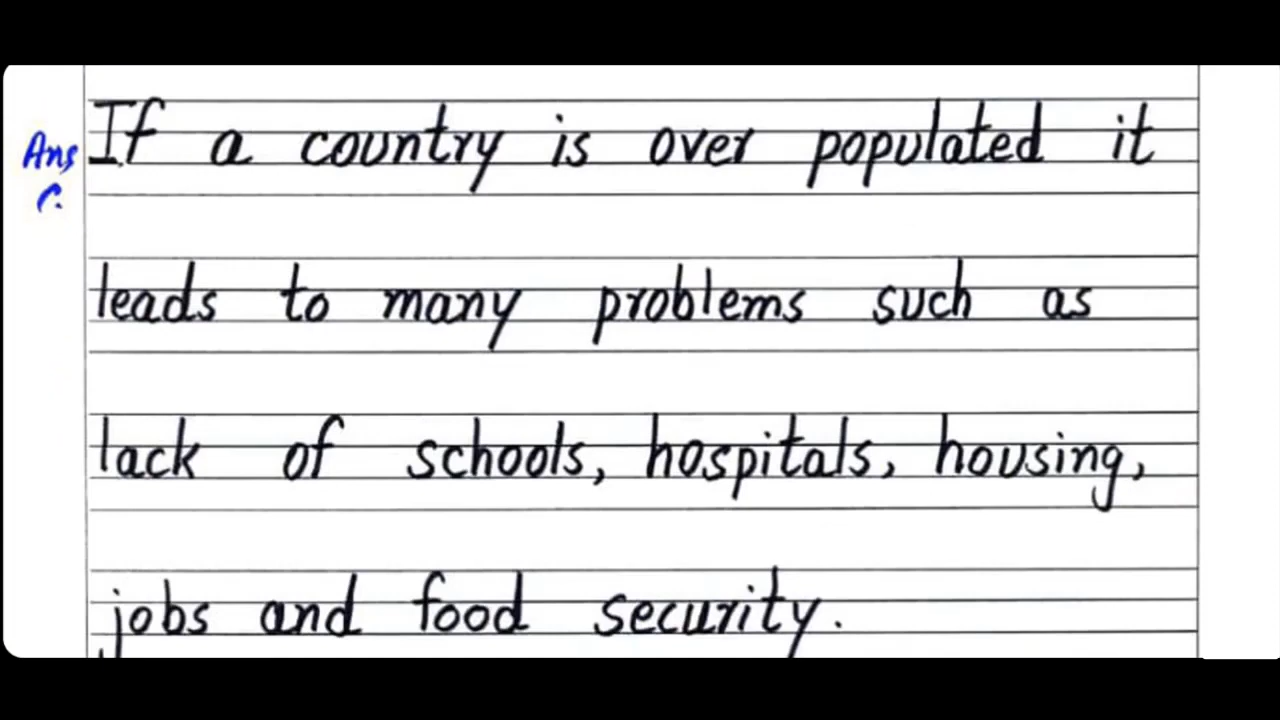 Ans If a country is over populated it
leads to many problems such as
lack of schools, hospitals, housing,
jobs and food security.